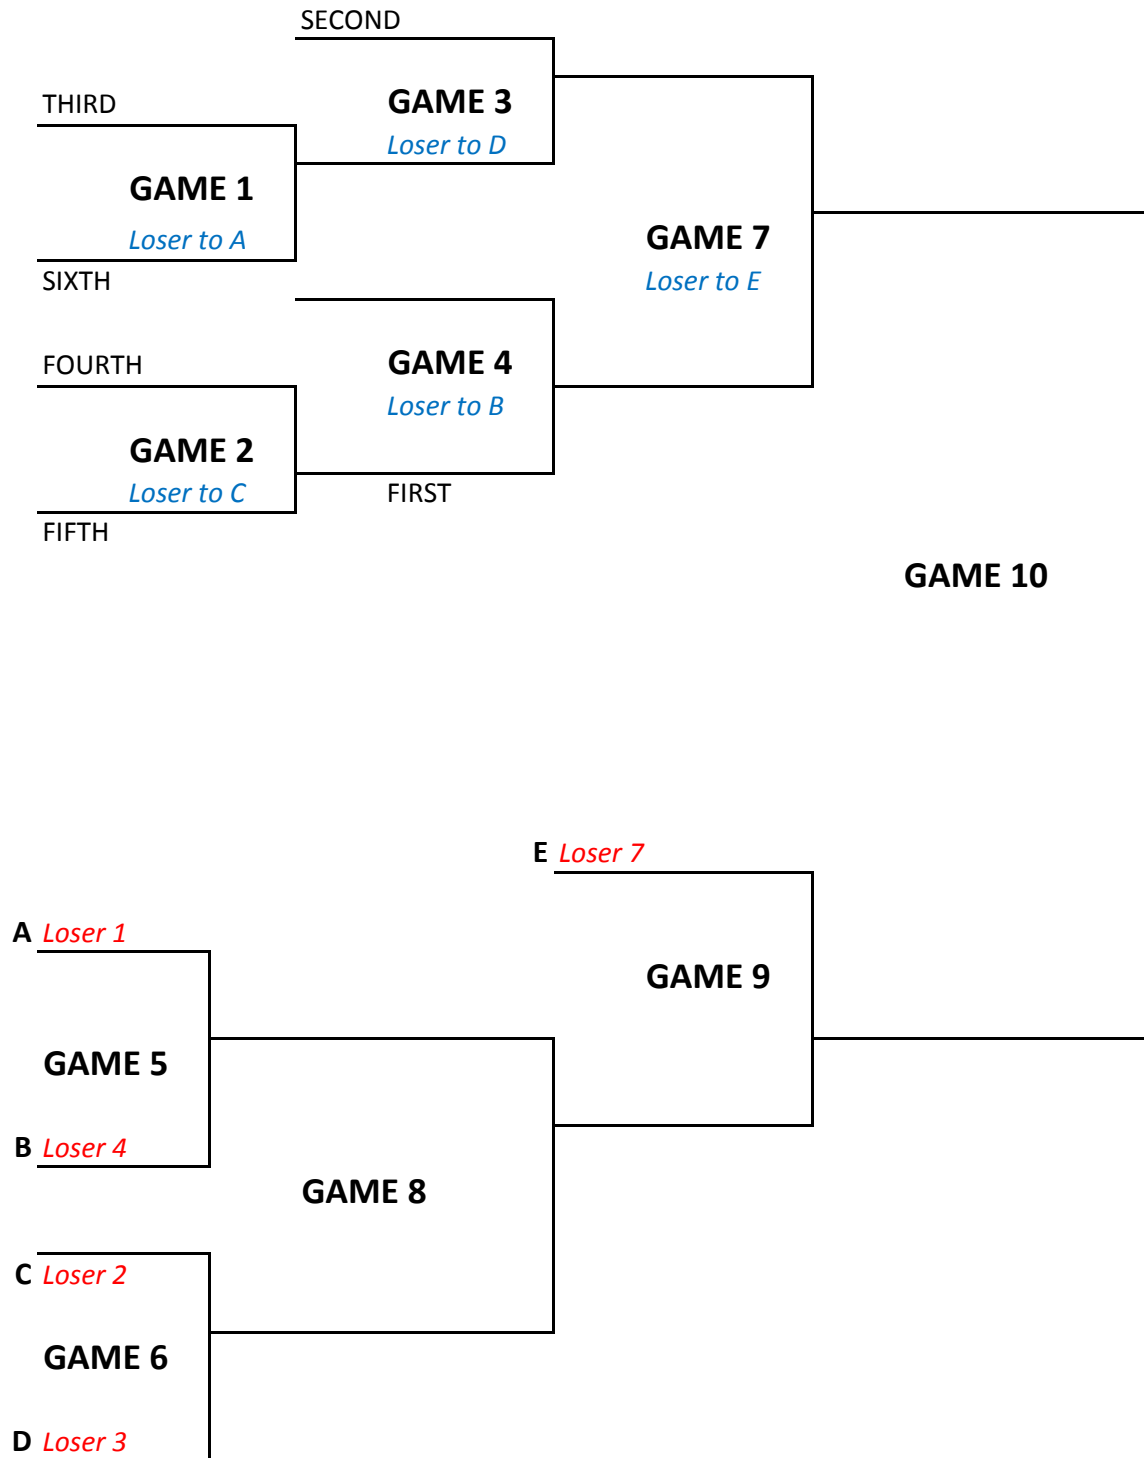 SECOND
THIRD
GAME 3
Loser to D
GAME 1
Loser to A
SIXTH
GAME 7
Loser to E
FOURTH
GAME 4
Loser to B
GAME 2
Loser to C
FIRST
FIFTH
GAME 10
E Loser 7
A Loser 1
GAME 9
GAME 5
B Loser 4
GAME 8
C Loser 2
GAME 6
D Loser 3